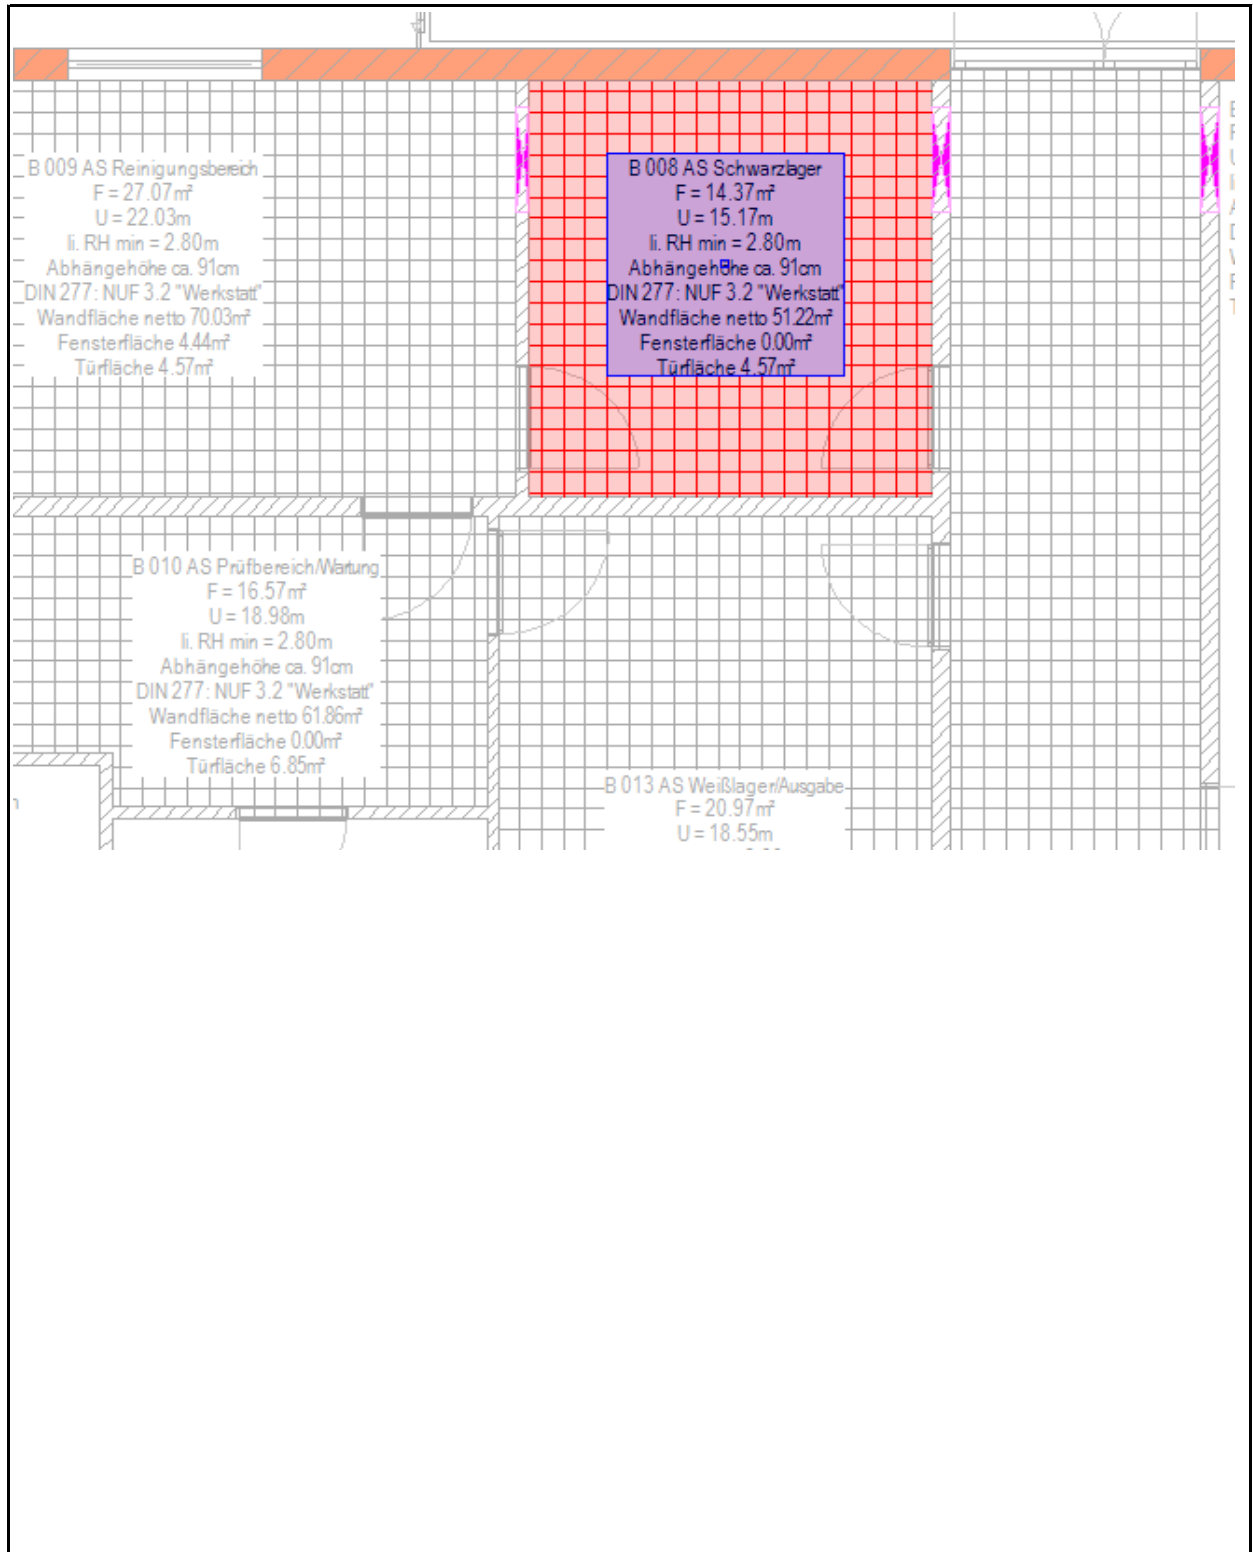 B 009 AS Reinigungsbereich
F = 27.07m²
U = 22.03m
li. RH min = 2.80m
Abhängehöhe ca. 91cm
DIN 277: NUF 3.2 "Werkstatt"
Wandfläche netto 70.03m²
Fensterfläche 4.44m²
Türfläche 4.57m²
B 008 AS Schwarzlager
F = 14.37m²
U = 15.17m
li. RH min = 2.80m
Abhängehöhe ca. 91cm
DIN 277: NUF 3.2 "Werkstatt"
Wandfläche netto 51.22m²
Fensterfläche 0.00m²
Türfläche 4.57m²
B 010 AS Prüfbereich/Wartung
F = 16.57m²
U = 18.98m
li. RH min = 2.80m
Abhängehöhe ca. 91cm
DIN 277: NUF 3.2 "Werkstatt"
Wandfläche netto 61.86m²
Fensterfläche 0.00m²
Türfläche 6.85m²
B 013 AS Weißlager/Ausgabe
F = 20.97m²
U = 18.55m